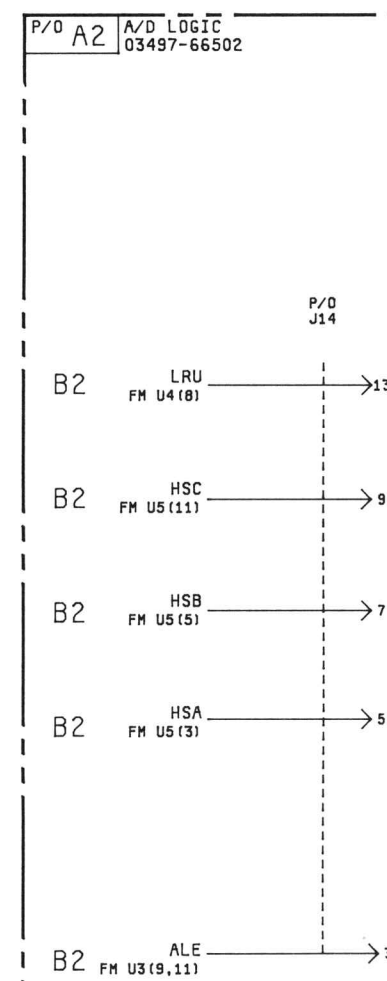 P/O A2 A/D LOGIC
03497-66502
P/O
J14
B2 LRU 13
FM U4(8)
B2 HSC 9
FM U5(11)
B2 HSB 7
FM U5(5)
B2 HSA 5
FM U5(3)
B2 ALE
FM U3(9,11)